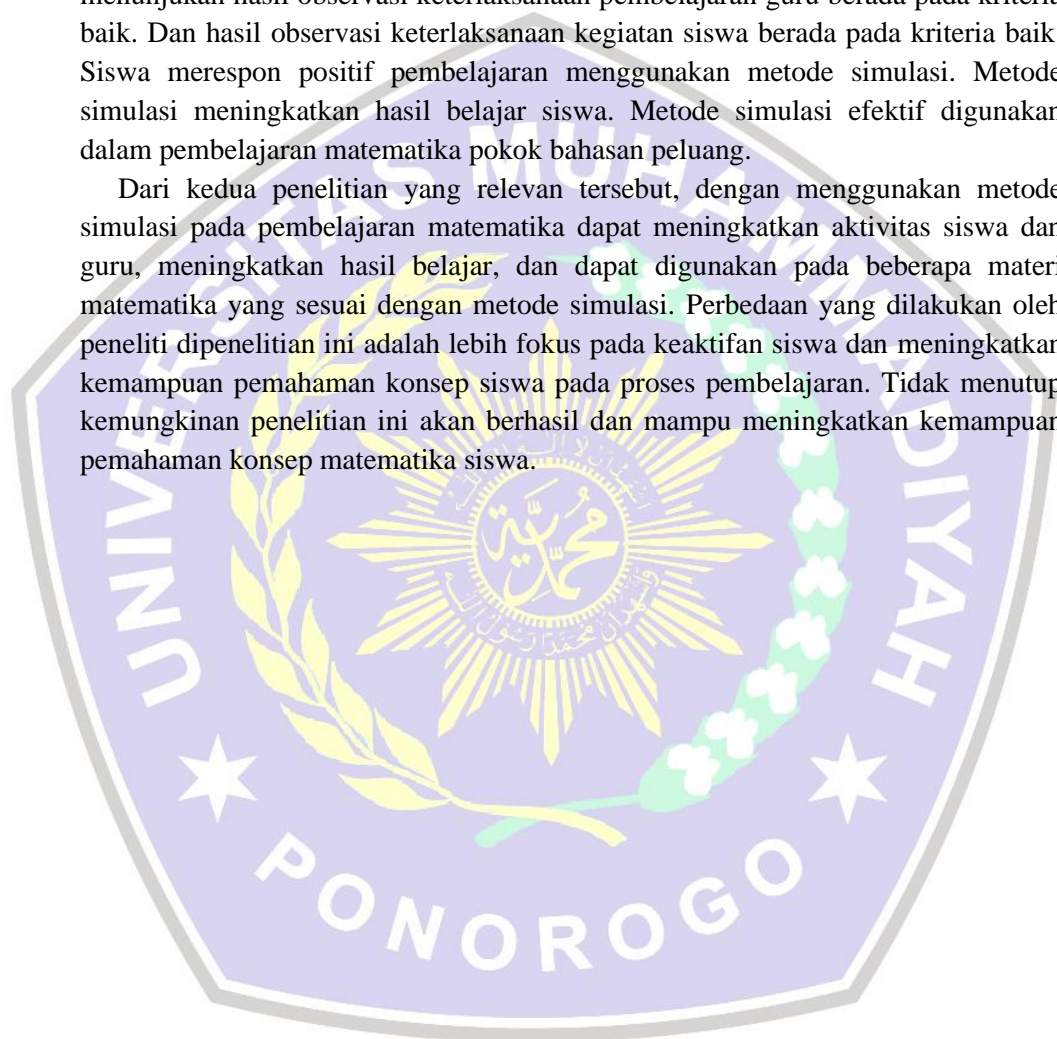 menunjukan hasil observasi keterlaksanaan pembelajaran guru berada pada kriteria
baik. Dan hasil observasi keterlaksanaan kegiatan siswa berada pada kriteria baik
Siswa merespon positif pembelajaran menggunakan metode simulasi. Metode
simulasi meningkatkan hasil belajar siswa. Metode simulasi efektif digunakan
dalam pembelajaran matematika pokok bahasan peluang.
Dari kedua penelitian yang relevan tersebut, dengan menggunakan metode
simulasi pada pembelajaran matematika dapat meningkatkan aktivitas siswa dan
guru, meningkatkan hasil belajar, dan dapat digunakan pada beberapa materi
matematika yang sesuai dengan metode simulasi. Perbedaan yang dilakukan oleh
peneliti dipenelitian ini adalah lebih fokus pada keaktifan siswa dan meningkatkan
kemampuan pemahaman konsep siswa pada proses pembelajaran. Tidak menutup
kemungkinan penelitian ini akan berhasil dan mampu meningkatkan kemampuan
pemahaman konsep matematika siswa.
UNIVERSITAS MUHAMMADIYAH
PONOROGO